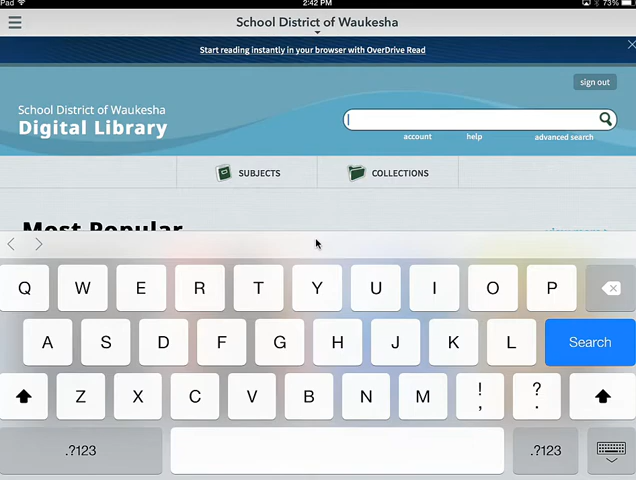 Pad 2:42 PM 73%
School District of Waukesha
Start reading instantly in your browser with OverDrive Read
sign out
School District of Waukesha
Digital Library
account help advanced search
SUBJECTS COLLECTIONS
Most Popular
Q W E R T Y U I O P
A S D F G H J K L Search
Z X C V B N M ! , ? .
.?123 .?123